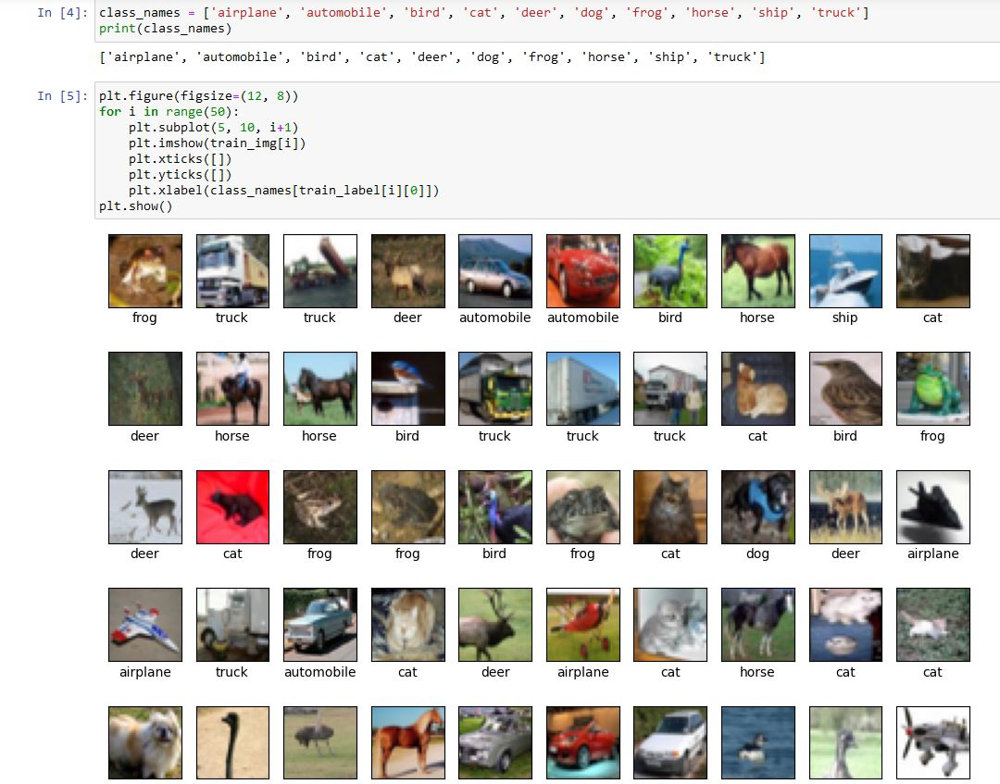 In [4]: class_names = ['airplane', 'automobile', 'bird', 'cat', 'deer', 'dog', 'frog', 'horse', 'ship', 'truck']
print(class_names)
['airplane', 'automobile', 'bird', 'cat', 'deer', 'dog', 'frog', 'horse', 'ship', 'truck']
In [5]: plt.figure(figsize=(12, 8))
for i in range(50):
    plt.subplot(5, 10, i+1)
    plt.imshow(train_img[i])
    plt.xticks([])
    plt.yticks([])
    plt.xlabel(class_names[train_label[i][0]])
plt.show()
frog truck truck deer automobile automobile bird horse ship cat
deer horse horse bird truck truck truck cat bird frog
deer cat frog frog bird frog cat dog deer airplane
airplane truck automobile cat deer airplane cat horse cat cat